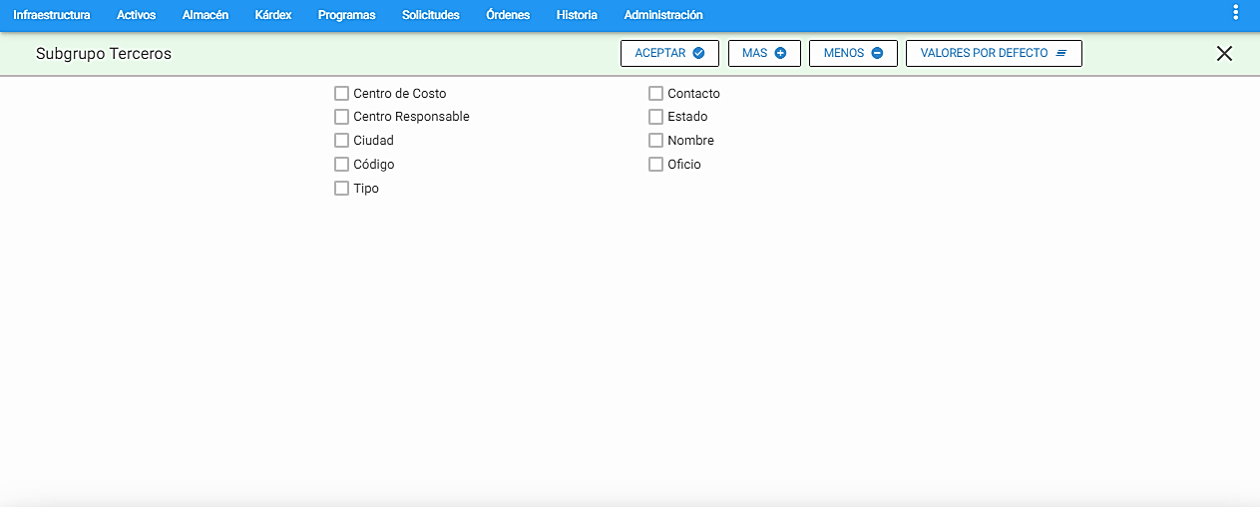 Infraestructura Activos Almacén Kárdex Programas Solicitudes Órdenes Historia Administración
Subgrupo Terceros ACEPTAR MAS MENOS VALORES POR DEFECTO
Centro de Costo Contacto
Centro Responsable Estado
Ciudad Nombre
Código Oficio
Tipo